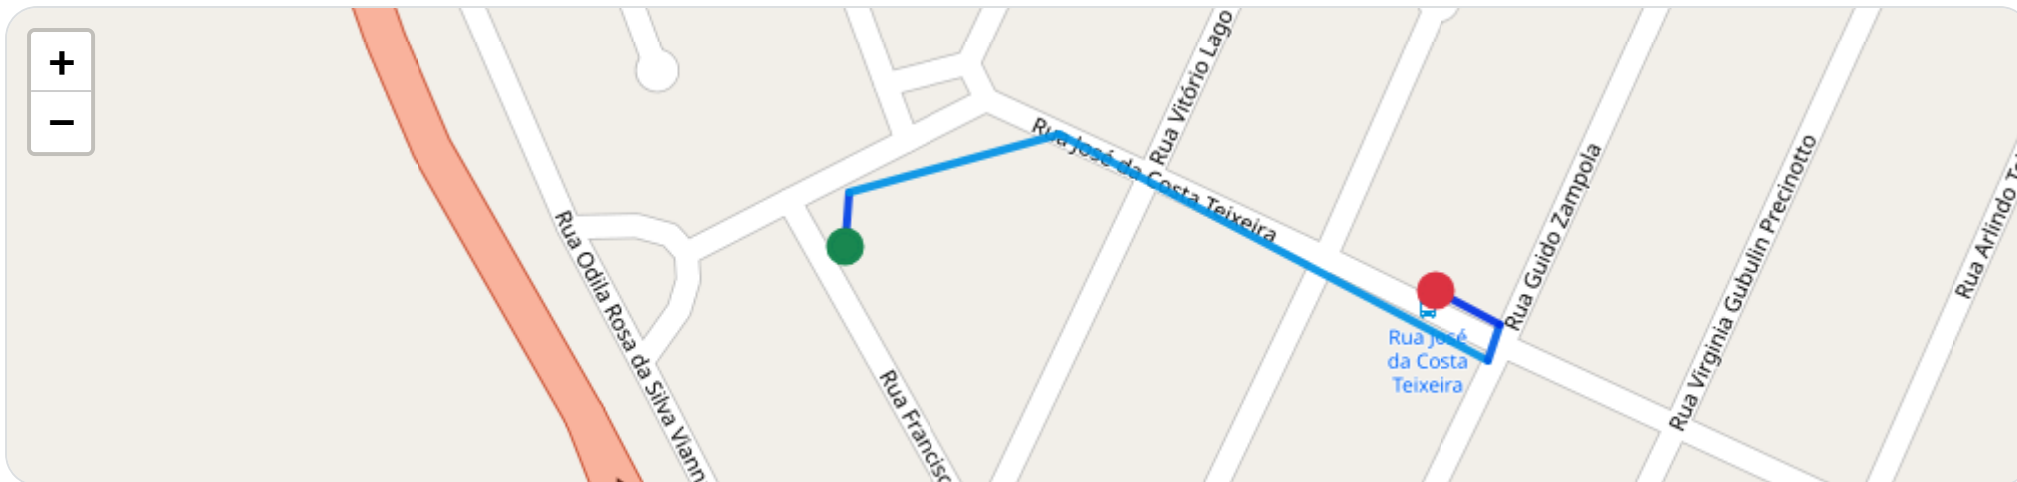 +
−
Rua José da Costa Teixeira
Rua Vitório Lago
Rua Guido Zampola
Rua Virginia Gubulin Precinotto
Rua Odila Rosa da Silva Viann
Rua Francisc
Rua José
da Costa
Teixeira
Rua Arlindo